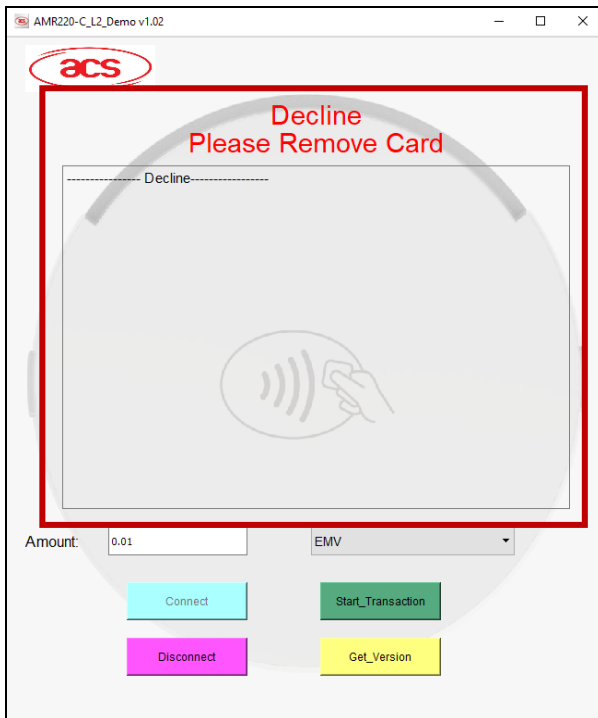 AMR220-C_L2_Demo v1.02
acs
Decline
Please Remove Card
---------------- Decline-----------------
Amount:
0.01
EMV
Connect
Start_Transaction
Disconnect
Get_Version